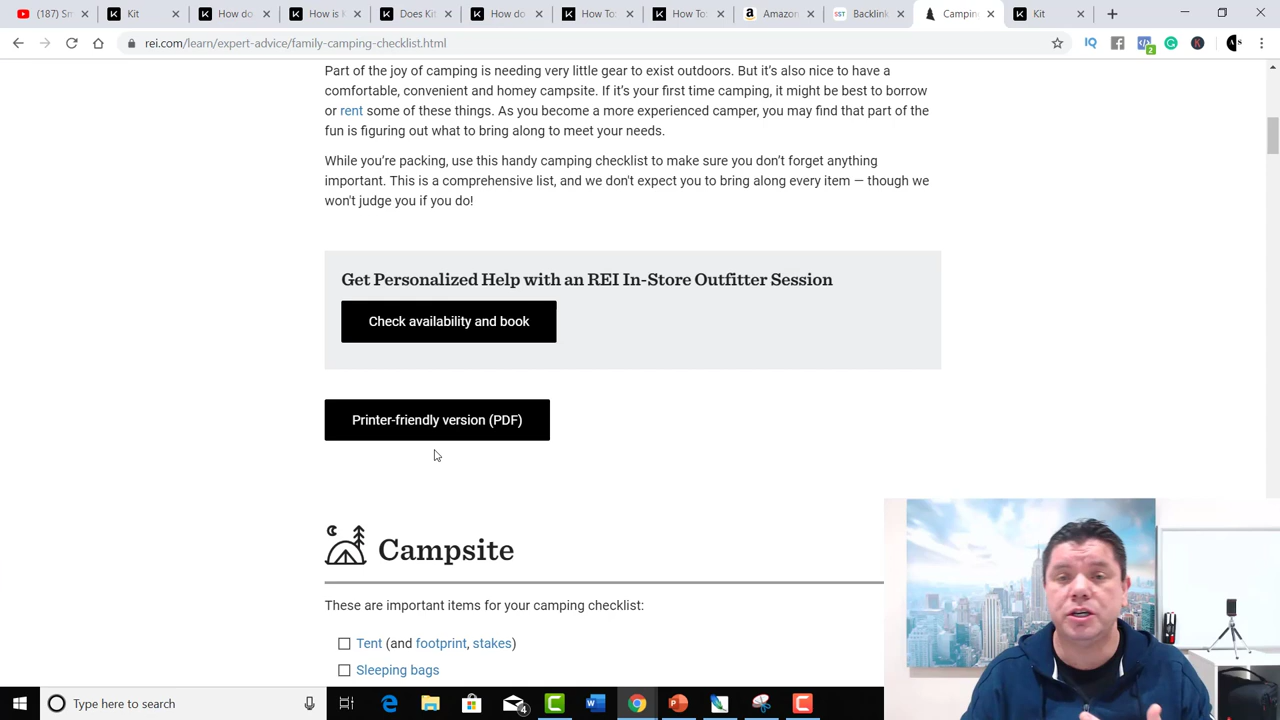 (187) Sm
Kit
How do
How is k
Does Kit
How do
How To:
How To:
Amazon
SST
Backlink
Campin
Kit
rei.com/learn/expert-advice/family-camping-checklist.html
IQ
2
Part of the joy of camping is needing very little gear to exist outdoors. But it's also nice to have a
comfortable, convenient and homey campsite. If it's your first time camping, it might be best to borrow
or rent some of these things. As you become a more experienced camper, you may find that part of the
fun is figuring out what to bring along to meet your needs.
While you're packing, use this handy camping checklist to make sure you don't forget anything
important. This is a comprehensive list, and we don't expect you to bring along every item — though we
won't judge you if you do!
Get Personalized Help with an REI In-Store Outfitter Session
Check availability and book
Printer-friendly version (PDF)
Campsite
These are important items for your camping checklist:
Tent (and footprint, stakes)
Sleeping bags
Type here to search
4